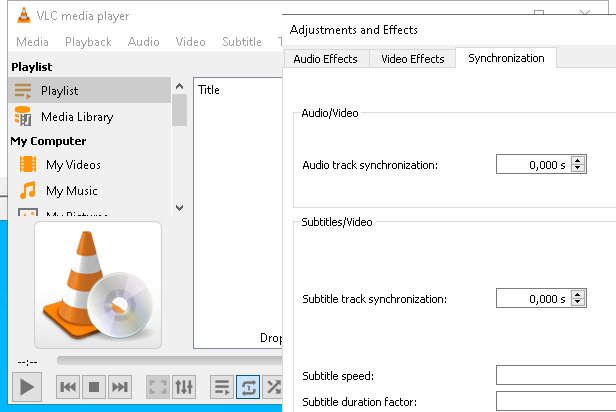 VLC media player
Media Playback Audio Video Subtitle
Playlist
Playlist
Media Library
My Computer
My Videos
My Music
My Pictures
Title
Drop
--:--
Adjustments and Effects
Audio Effects Video Effects Synchronization
Audio/Video
Audio track synchronization: 0,000 s
Subtitles/Video
Subtitle track synchronization: 0,000 s
Subtitle speed:
Subtitle duration factor: